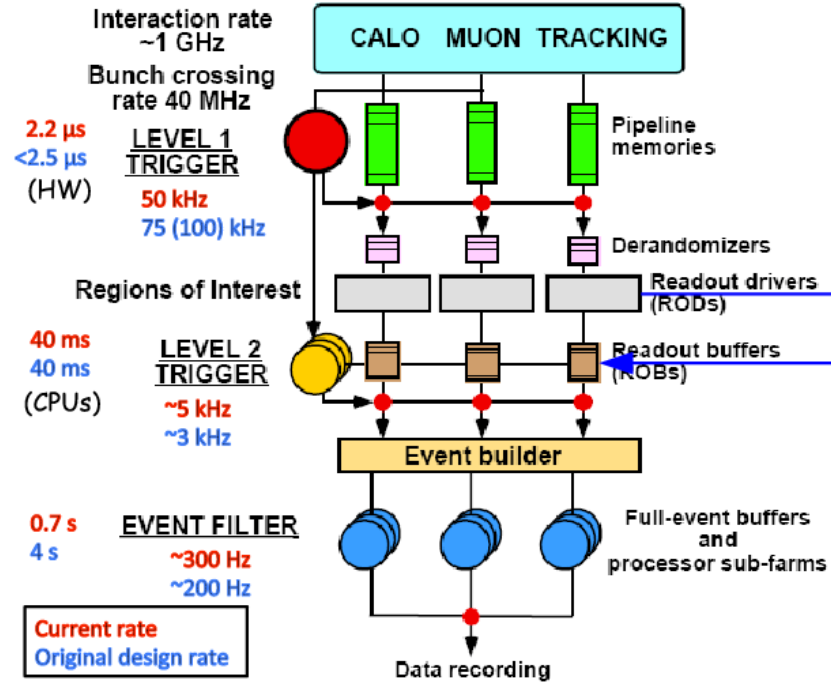 Interaction rate
~1 GHz
CALO MUON TRACKING
Bunch crossing
rate 40 MHz
2.2 µs
<2.5 µs
(HW)
LEVEL 1
TRIGGER
50 kHz
75 (100) kHz
Pipeline
memories
Derandomizers
Regions of Interest
Readout drivers
(RODs)
40 ms
40 ms
(CPUs)
LEVEL 2
TRIGGER
~5 kHz
~3 kHz
Readout buffers
(ROBs)
Event builder
0.7 s
4 s
EVENT FILTER
~300 Hz
~200 Hz
Full-event buffers
and
processor sub-farms
Current rate
Original design rate
Data recording